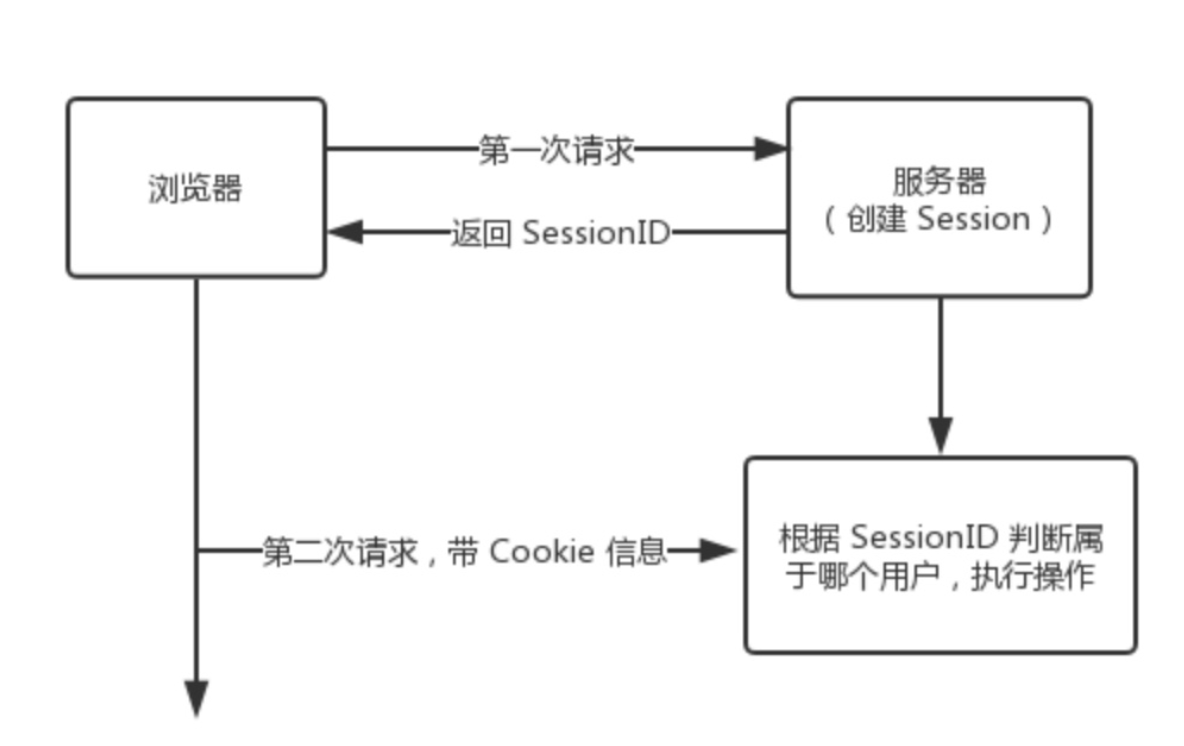 第一次请求
浏览器
服务器
（创建 Session）
返回 SessionID
第二次请求，带 Cookie 信息
根据 SessionID 判断属
于哪个用户，执行操作